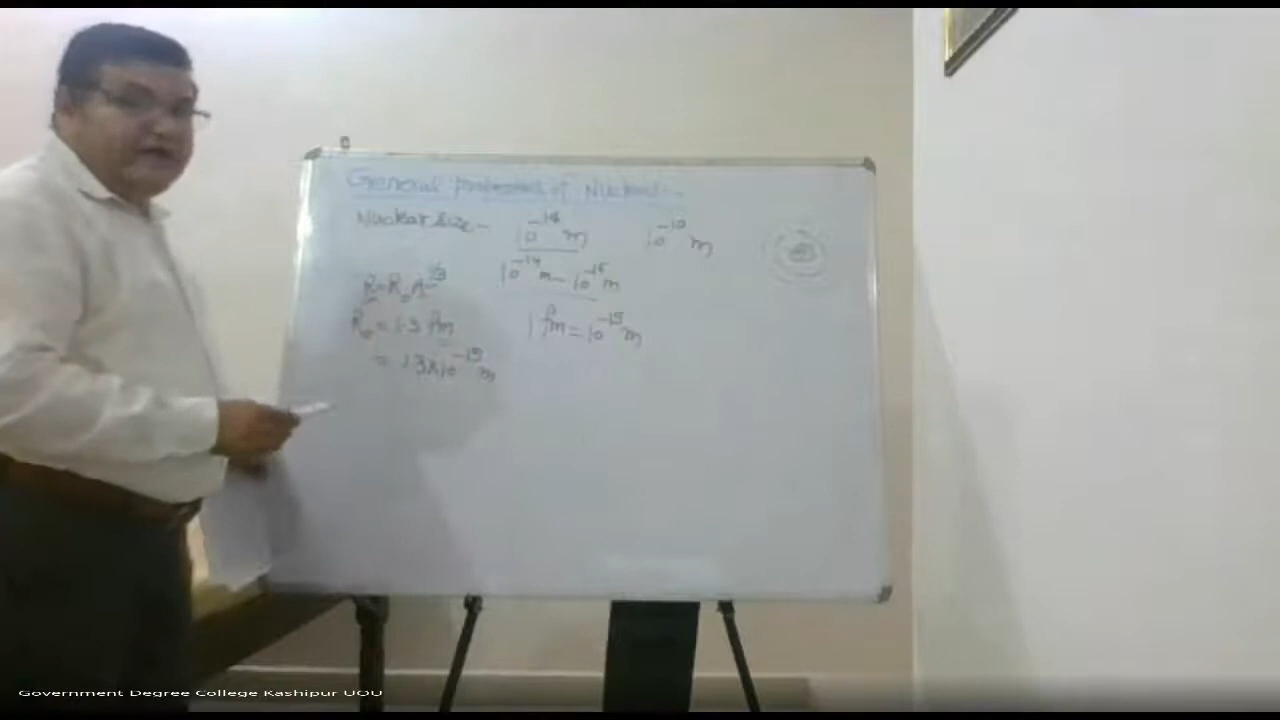 General properties of Nucleus:-
Nuclear Size:- 10⁻¹⁴ m 10⁻¹⁰ m
10⁻¹⁴ m - 10⁻¹⁵ m
R = R₀ A^1/3
R₀ = 1.3 fm 1 fm = 10⁻¹⁵ m
= 1.3 x 10⁻¹⁵ m
Government Degree College Kashipur UOU